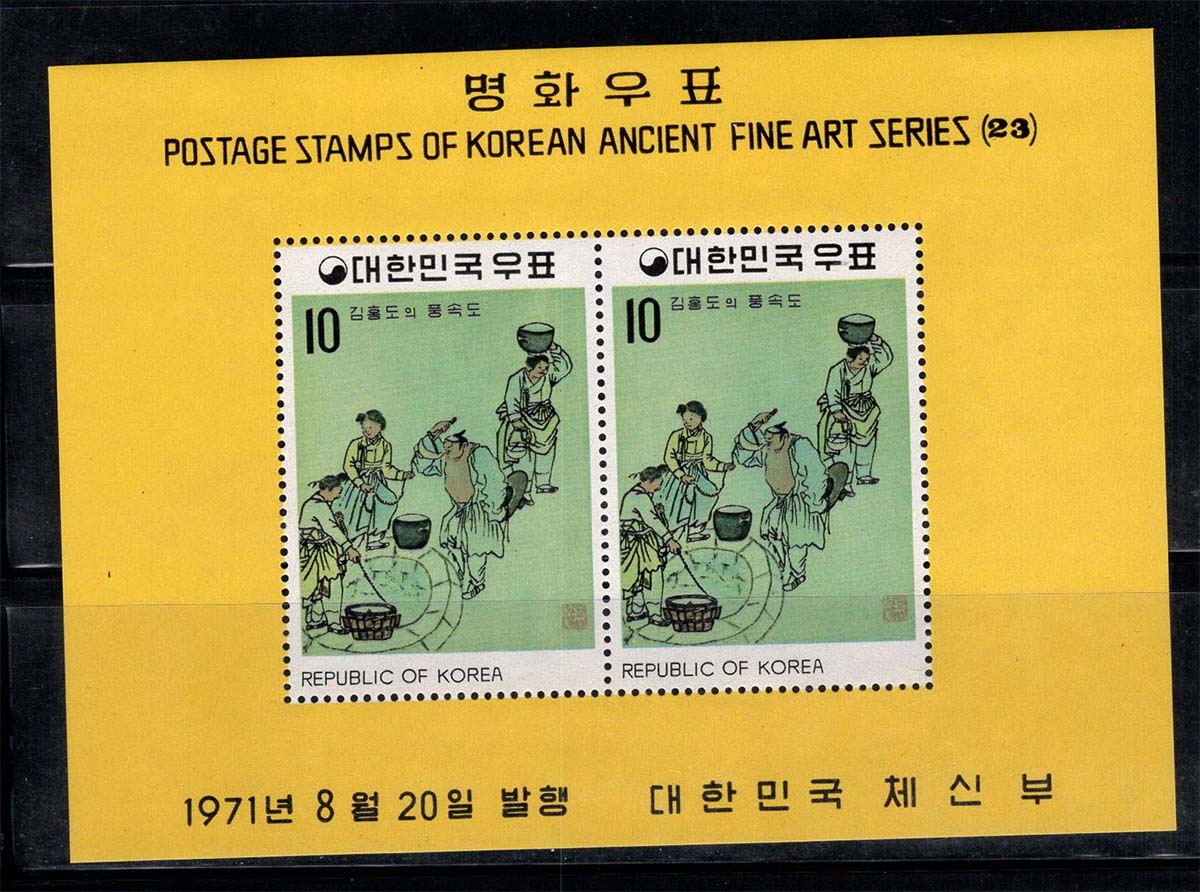 명화우표
POSTAGE STAMPS OF KOREAN ANCIENT FINE ART SERIES (23)
대한민국우표
10 김홍도의 풍속도
REPUBLIC OF KOREA
대한민국우표
10 김홍도의 풍속도
REPUBLIC OF KOREA
1971년 8월 20일 발행 대한민국 체신부